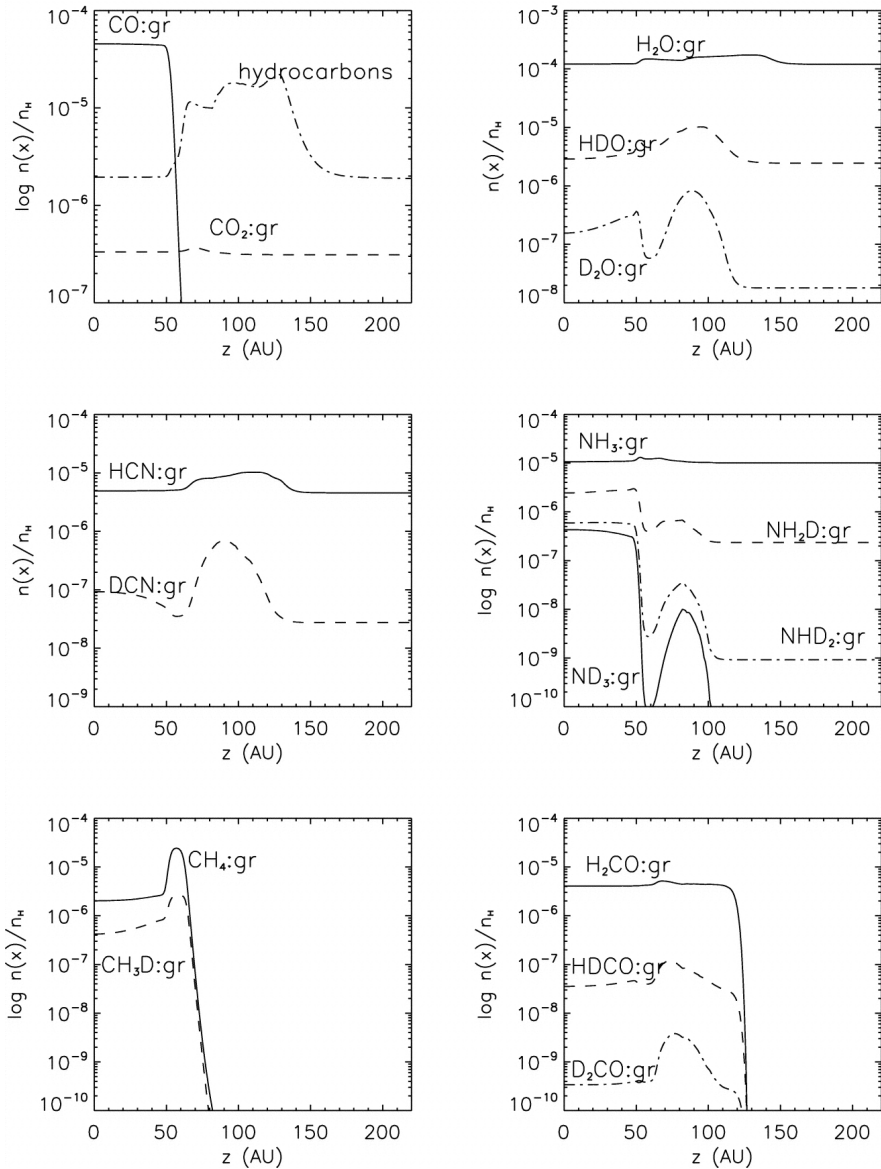 10⁻⁴
CO:gr
hydrocarbons
10⁻⁵
log n(x)/n_H
10⁻⁶
CO₂:gr
10⁻⁷
0 50 100 150 200
z (AU)
10⁻³
H₂O:gr
10⁻⁴
10⁻⁵
HDO:gr
n(x)/n_H
10⁻⁶
10⁻⁷
D₂O:gr
10⁻⁸
0 50 100 150 200
z (AU)
10⁻⁴
HCN:gr
10⁻⁵
10⁻⁶
n(x)/n_H
DCN:gr
10⁻⁷
10⁻⁸
10⁻⁹
0 50 100 150 200
z (AU)
10⁻⁴
NH₃:gr
10⁻⁵
10⁻⁶
NH₂D:gr
log n(x)/n_H
10⁻⁷
10⁻⁸
NHD₂:gr
10⁻⁹
ND₃:gr
10⁻¹⁰
0 50 100 150 200
z (AU)
10⁻⁴
CH₄:gr
10⁻⁵
10⁻⁶
log n(x)/n_H
CH₃D:gr
10⁻⁷
10⁻⁸
10⁻⁹
10⁻¹⁰
0 50 100 150 200
z (AU)
10⁻⁴
H₂CO:gr
10⁻⁵
10⁻⁶
log n(x)/n_H
HDCO:gr
10⁻⁷
10⁻⁸
D₂CO:gr
10⁻⁹
10⁻¹⁰
0 50 100 150 200
z (AU)